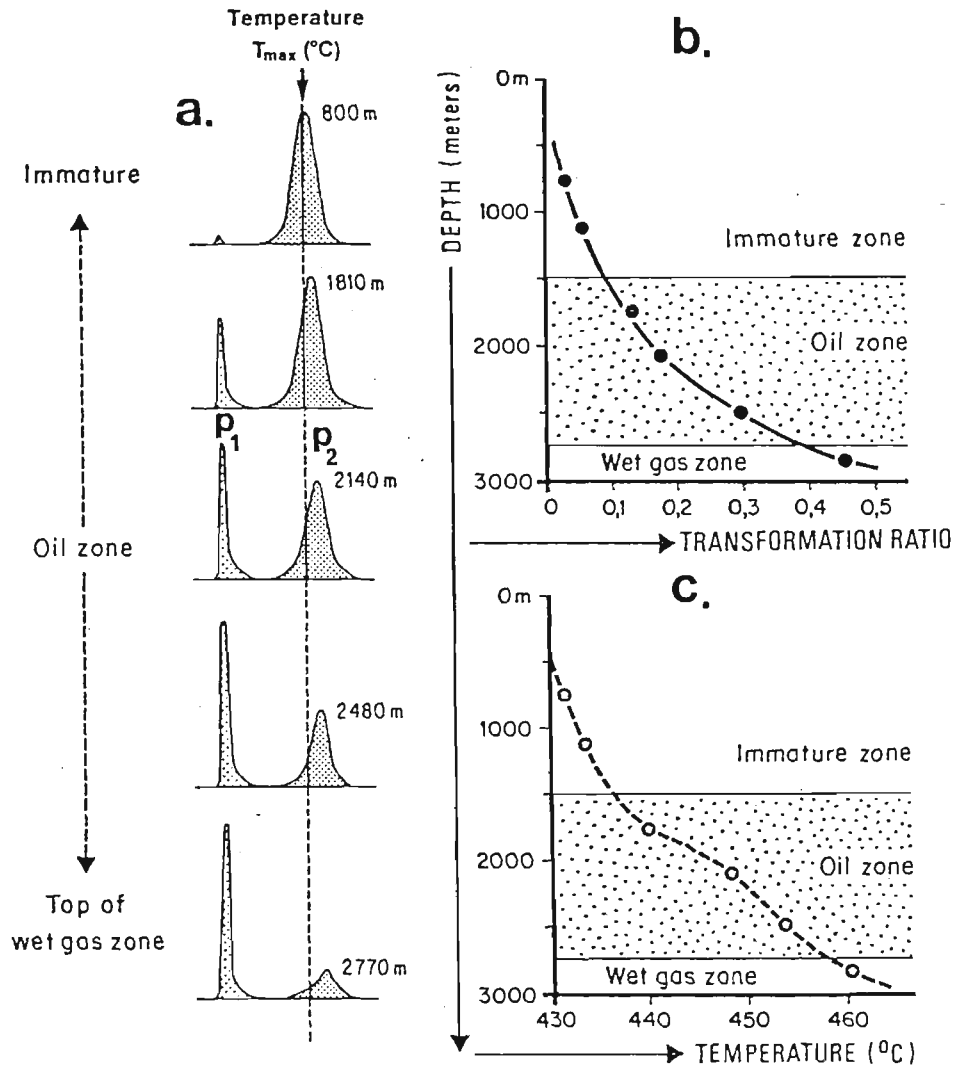 Temperature
Tmax (°C)
a.
800 m
Immature
1810 m
P1
P2
2140 m
Oil zone
2480 m
Top of
wet gas zone
2770 m
b.
DEPTH (meters)
0m
1000
2000
3000
Immature zone
Oil zone
Wet gas zone
0 0,1 0,2 0,3 0,4 0,5
TRANSFORMATION RATIO
c.
0m
1000
2000
3000
Immature zone
Oil zone
Wet gas zone
430 440 450 460
TEMPERATURE (°C)